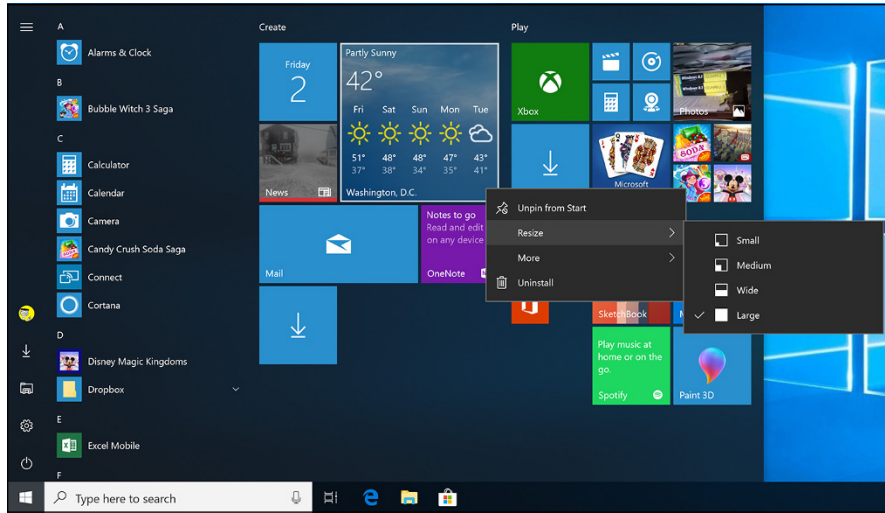 A
Alarms & Clock
B
Bubble Witch 3 Saga
C
Calculator
Calendar
Camera
Candy Crush Soda Saga
Connect
Cortana
D
Disney Magic Kingdoms
Dropbox
E
Excel Mobile
F
Create
Friday
2
Partly Sunny
42°
Fri Sat Sun Mon Tue
51° 48° 48° 47° 43°
37° 38° 34° 35° 41°
Washington, D.C.
News
Mail
Notes to go
Read and edit
on any device
OneNote
Play
Xbox
Photos
Microsoft
SODA
Unpin from Start
Resize
More
Uninstall
Small
Medium
Wide
Large
SketchBook
Play music at
home or on the
go.
Spotify
Paint 3D
Type here to search